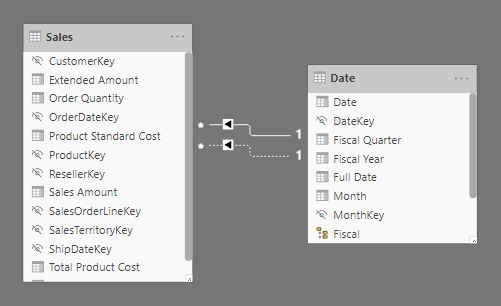 Sales
CustomerKey
Extended Amount
Order Quantity
OrderDateKey
Product Standard Cost
ProductKey
ResellerKey
Sales Amount
SalesOrderLineKey
SalesTerritoryKey
ShipDateKey
Total Product Cost
* 1
* 1
Date
Date
DateKey
Fiscal Quarter
Fiscal Year
Full Date
Month
MonthKey
Fiscal